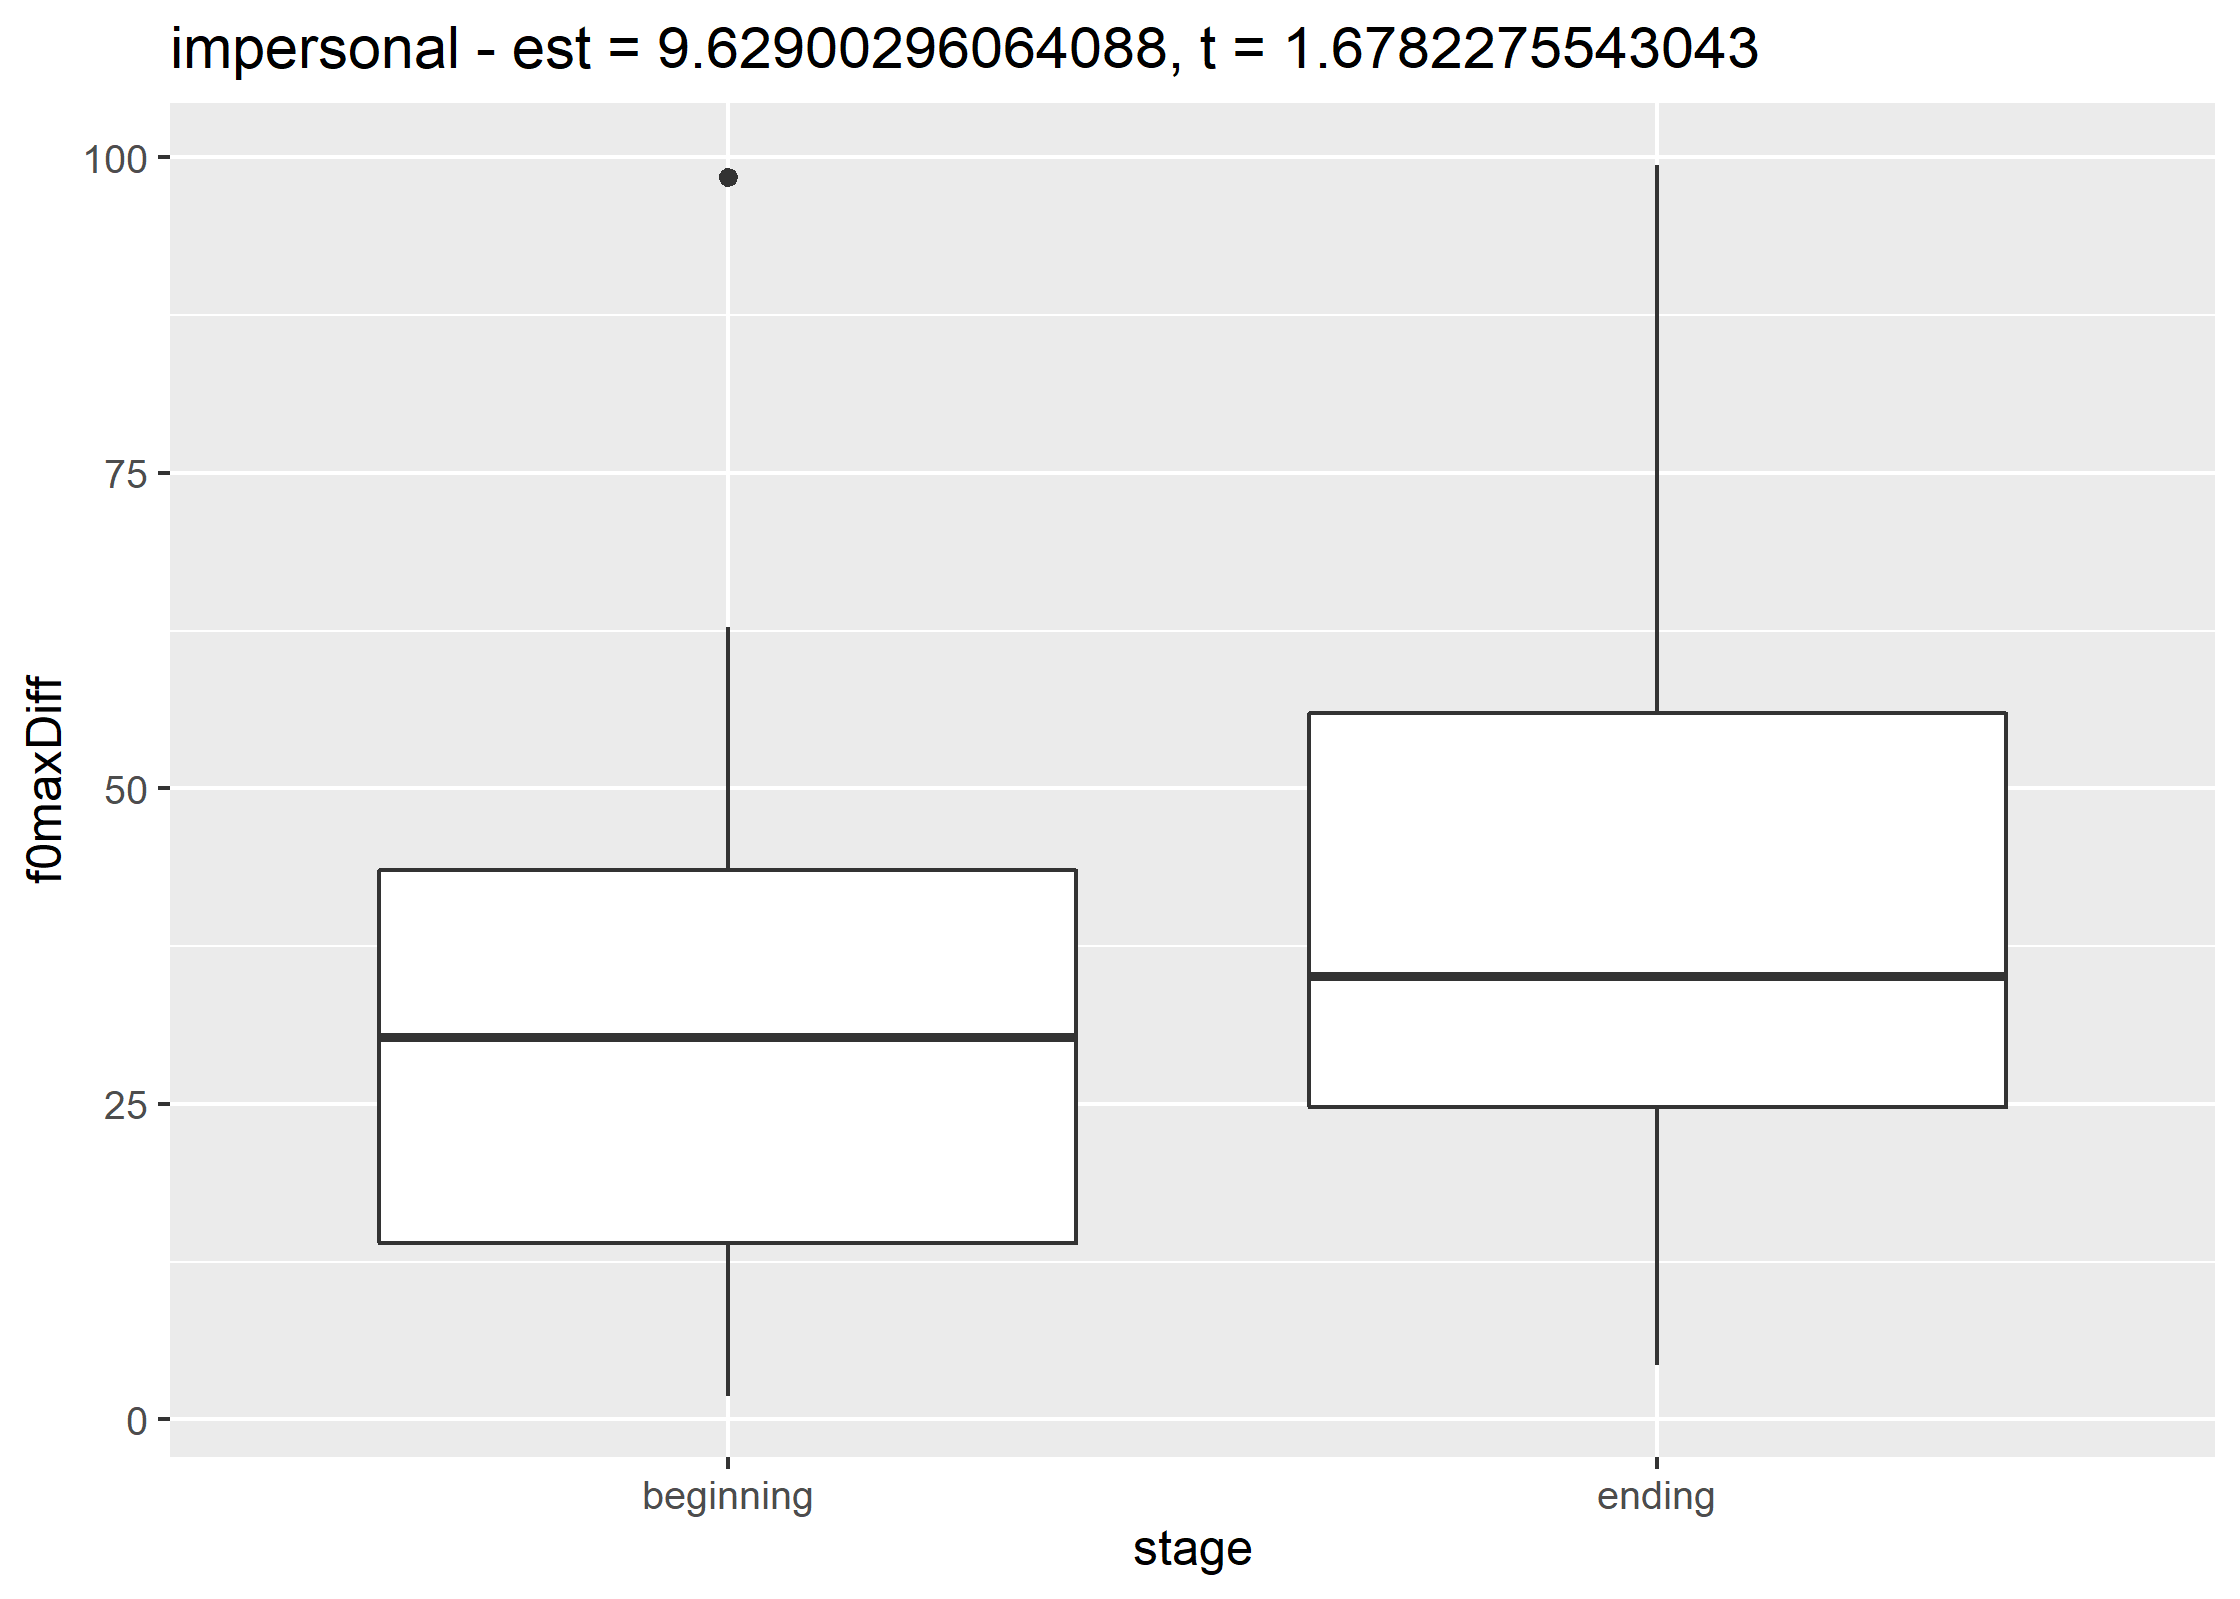 impersonal - est = 9.62900296064088, t = 1.6782275543043
100
75
50
25
0
f0maxDiff
beginning
ending
stage